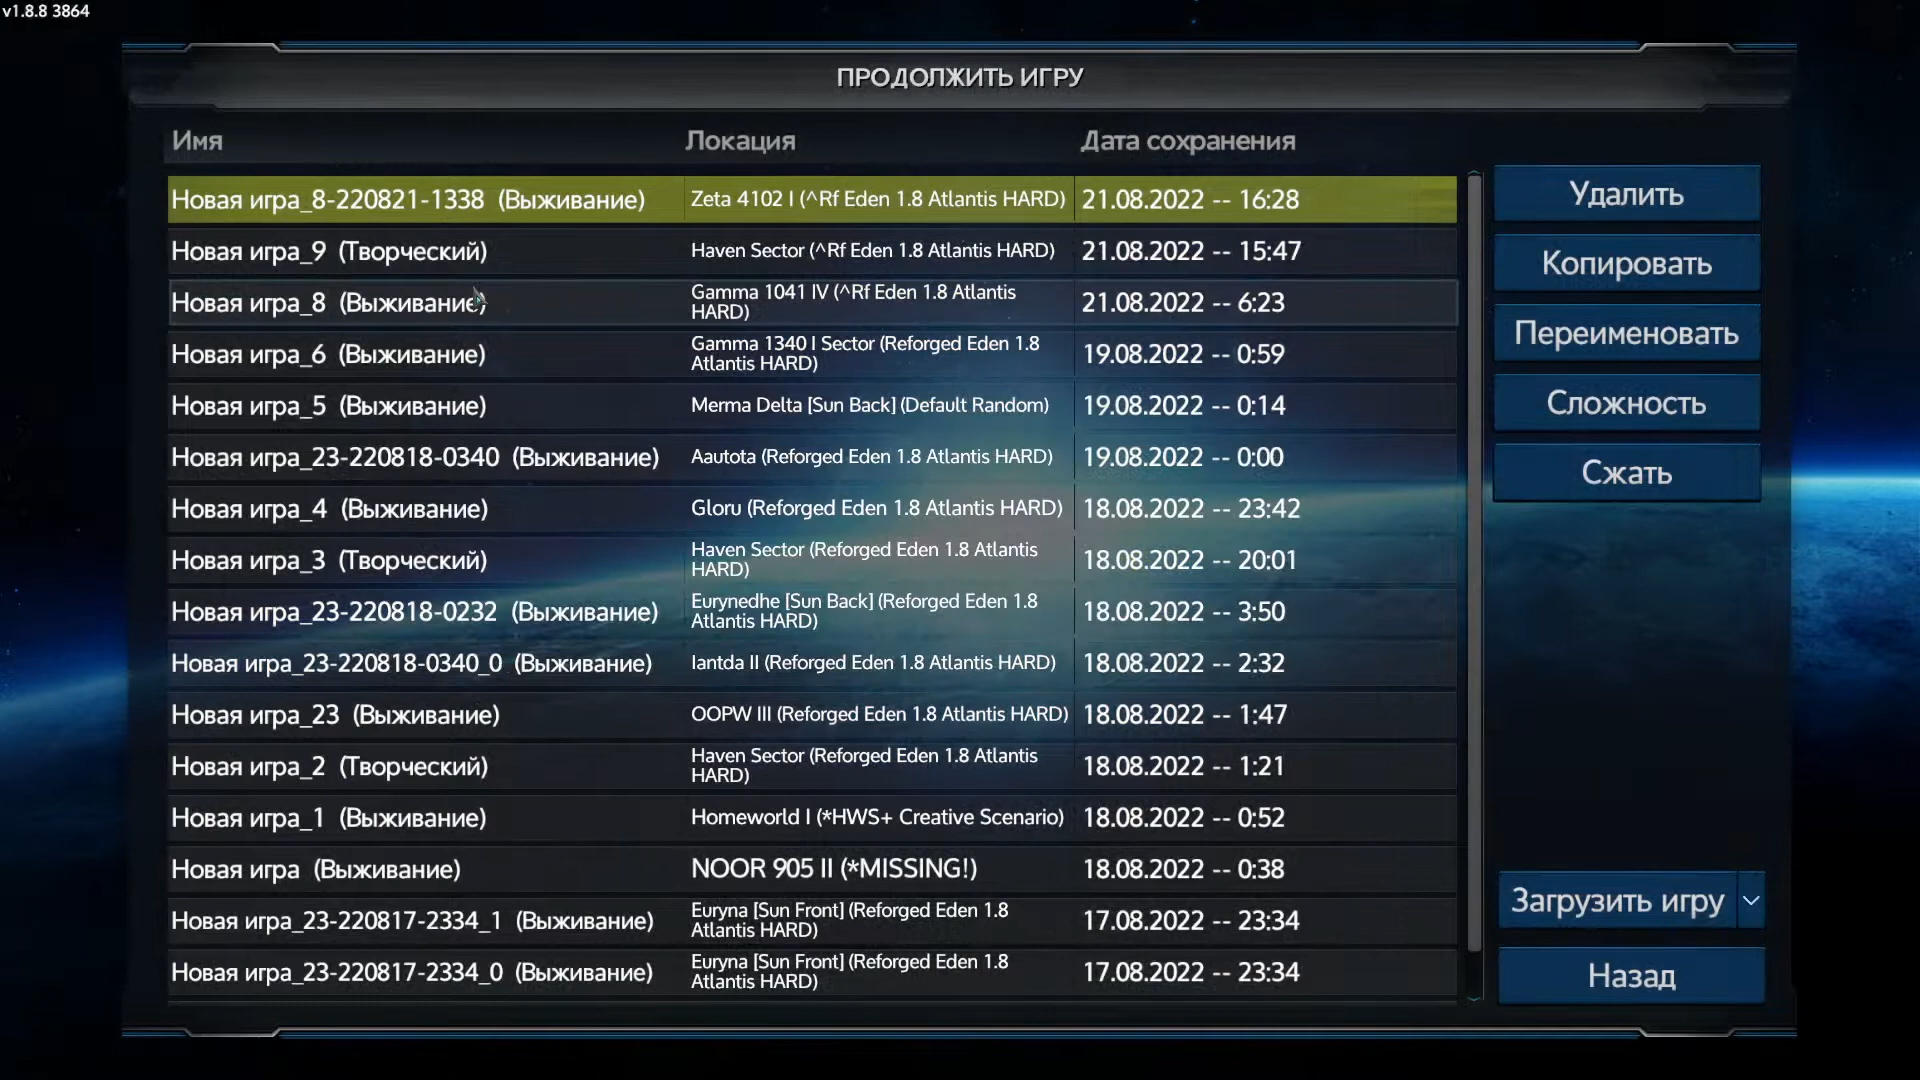 v1.8.8 3864
ПРОДОЛЖИТЬ ИГРУ
Имя Локация Дата сохранения
Новая игра_8-220821-1338 (Выживание) Zeta 4102 I (^Rf Eden 1.8 Atlantis HARD) 21.08.2022 -- 16:28
Новая игра_9 (Творческий) Haven Sector (^Rf Eden 1.8 Atlantis HARD) 21.08.2022 -- 15:47
Новая игра_8 (Выживание) Gamma 1041 IV (^Rf Eden 1.8 Atlantis
HARD) 21.08.2022 -- 6:23
Новая игра_6 (Выживание) Gamma 1340 I Sector (Reforged Eden 1.8
Atlantis HARD) 19.08.2022 -- 0:59
Новая игра_5 (Выживание) Merma Delta [Sun Back] (Default Random) 19.08.2022 -- 0:14
Новая игра_23-220818-0340 (Выживание) Aautota (Reforged Eden 1.8 Atlantis HARD) 19.08.2022 -- 0:00
Новая игра_4 (Выживание) Gloru (Reforged Eden 1.8 Atlantis HARD) 18.08.2022 -- 23:42
Новая игра_3 (Творческий) Haven Sector (Reforged Eden 1.8 Atlantis
HARD) 18.08.2022 -- 20:01
Новая игра_23-220818-0232 (Выживание) Eurynedhe [Sun Back] (Reforged Eden 1.8
Atlantis HARD) 18.08.2022 -- 3:50
Новая игра_23-220818-0340_0 (Выживание) Iantda II (Reforged Eden 1.8 Atlantis HARD) 18.08.2022 -- 2:32
Новая игра_23 (Выживание) OOPW III (Reforged Eden 1.8 Atlantis HARD) 18.08.2022 -- 1:47
Новая игра_2 (Творческий) Haven Sector (Reforged Eden 1.8 Atlantis
HARD) 18.08.2022 -- 1:21
Новая игра_1 (Выживание) Homeworld I (*HWS+ Creative Scenario) 18.08.2022 -- 0:52
Новая игра (Выживание) NOOR 905 II (*MISSING!) 18.08.2022 -- 0:38
Новая игра_23-220817-2334_1 (Выживание) Euryna [Sun Front] (Reforged Eden 1.8
Atlantis HARD) 17.08.2022 -- 23:34
Новая игра_23-220817-2334_0 (Выживание) Euryna [Sun Front] (Reforged Eden 1.8
Atlantis HARD) 17.08.2022 -- 23:34
Удалить
Копировать
Переименовать
Сложность
Сжать
Загрузить игру
Назад